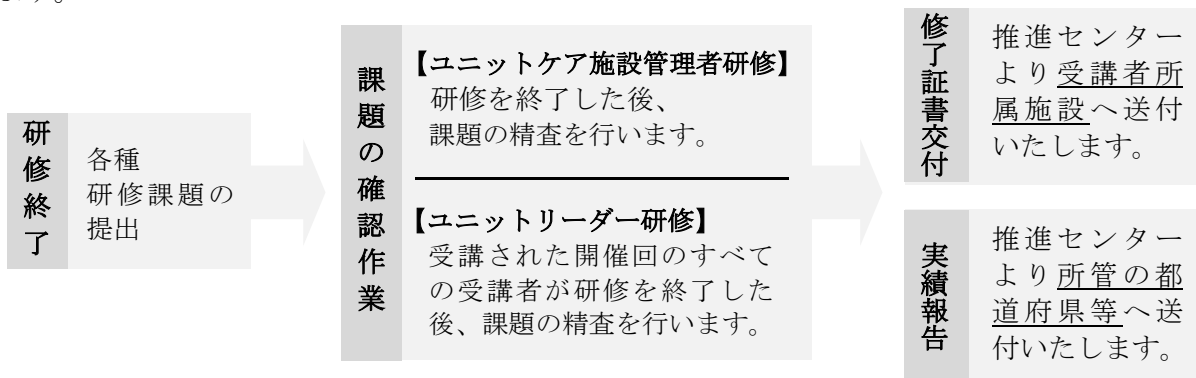 研修終了
各種
研修課題の
提出
課題の確認作業
【ユニットケア施設管理者研修】
研修を終了した後、
課題の精査を行います。
【ユニットリーダー研修】
受講された開催回のすべて
の受講者が研修を終了した
後、課題の精査を行います。
修了証書交付
推進センター
より受講者所
属施設へ送付
いたします。
実績報告
推進センター
より所管の都
道府県等へ送
付いたします。